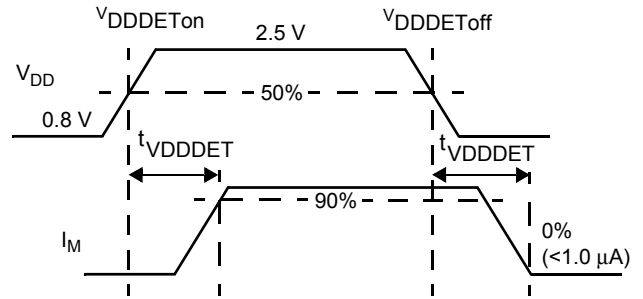 VDDDETon
VDDDEToff
2.5 V
VDD
50%
0.8 V
tVDDDET
tVDDDET
90%
IM
0%
(<1.0 μA)